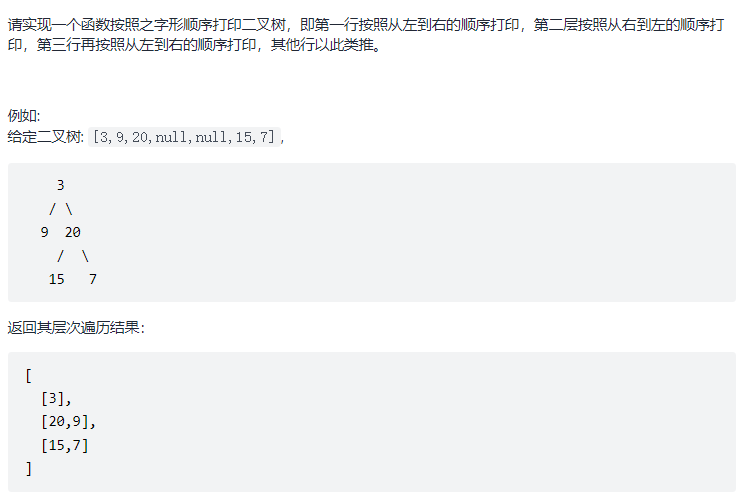 请实现一个函数按照之字形顺序打印二叉树，即第一行按照从左到右的顺序打印，第二层按照从右到左的顺序打
印，第三行再按照从左到右的顺序打印，其他行以此类推。
例如:
给定二叉树: [3,9,20,null,null,15,7],
3
/ \
9 20
/ \
15 7
返回其层次遍历结果：
[
[3],
[20,9],
[15,7]
]